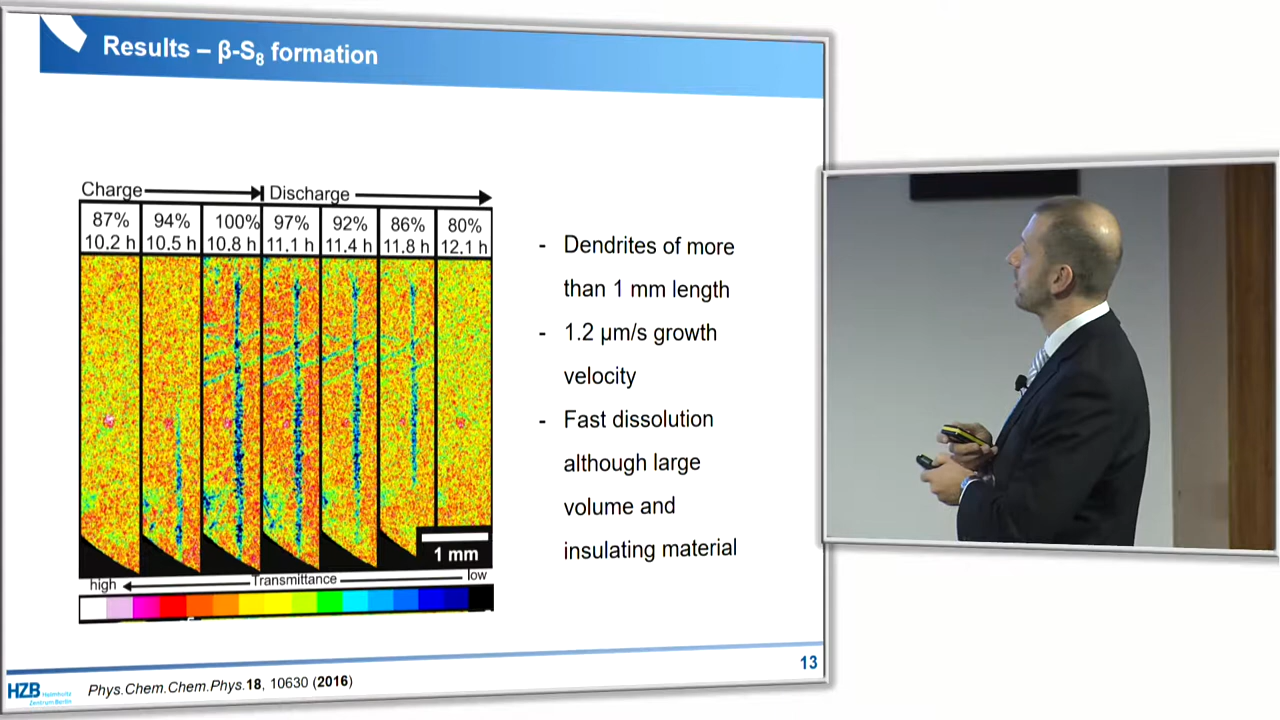 Results – β-S₈ formation
Charge Discharge
87% 94% 100% 97% 92% 86% 80%
10.2 h 10.5 h 10.8 h 11.1 h 11.4 h 11.8 h 12.1 h
1 mm
high Transmittance low
- Dendrites of more
than 1 mm length
- 1.2 µm/s growth
velocity
- Fast dissolution
although large
volume and
insulating material
13
HZB Helmholtz
Zentrum Berlin
Phys.Chem.Chem.Phys.18, 10630 (2016)